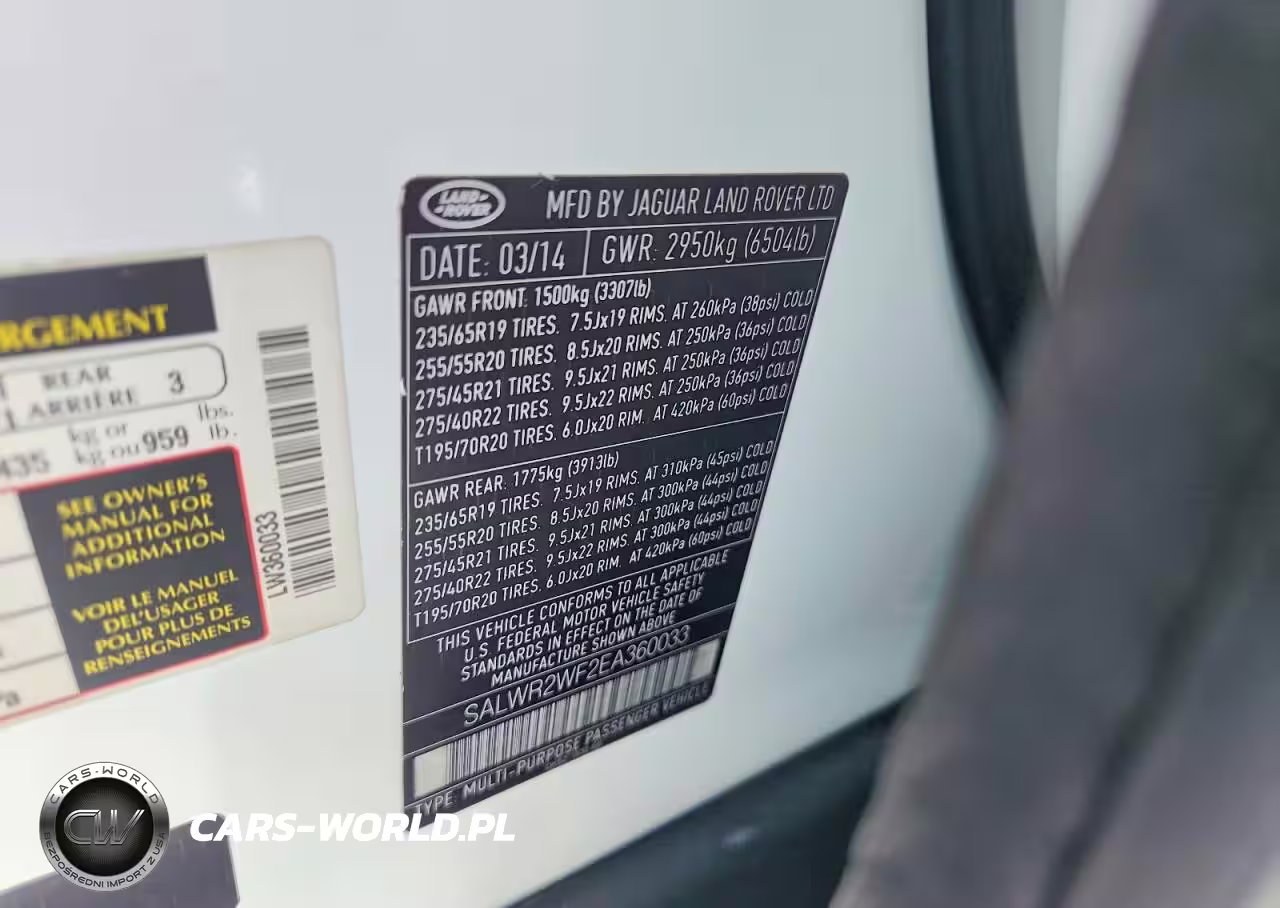 RGEMENT
REAR
ARRIÈRE
3
435
kg or
kg ou
959
lbs.
lb.
SEE OWNER'S
MANUAL FOR
ADDITIONAL
INFORMATION
VOIR LE MANUEL
DEL'USAGER
POUR PLUS DE
RENSEIGNEMENTS
LW360033
LAND-
-ROVER
MFD BY JAGUAR LAND ROVER LTD
DATE: 03/14 GWR: 2950kg (6504lb)
GAWR FRONT: 1500kg (3307lb)
235/65R19 TIRES. 7.5Jx19 RIMS. AT 260kPa (38psi) COLD
255/55R20 TIRES. 8.5Jx20 RIMS. AT 250kPa (36psi) COLD
275/45R21 TIRES. 9.5Jx21 RIMS. AT 250kPa (36psi) COLD
275/40R22 TIRES. 9.5Jx22 RIMS. AT 250kPa (36psi) COLD
T195/70R20 TIRES. 6.0Jx20 RIM. AT 420kPa (60psi) COLD
GAWR REAR: 1775kg (3913lb)
235/65R19 TIRES. 7.5Jx19 RIMS. AT 310kPa (45psi) COLD
255/55R20 TIRES. 8.5Jx20 RIMS. AT 300kPa (44psi) COLD
275/45R21 TIRES. 9.5Jx21 RIMS. AT 300kPa (44psi) COLD
275/40R22 TIRES. 9.5Jx22 RIMS. AT 300kPa (44psi) COLD
T195/70R20 TIRES. 6.0Jx20 RIM. AT 420kPa (60psi) COLD
THIS VEHICLE CONFORMS TO ALL APPLICABLE
U.S. FEDERAL MOTOR VEHICLE SAFETY
STANDARDS IN EFFECT ON THE DATE OF
MANUFACTURE SHOWN ABOVE
SALWR2WF2EA360033
TYPE: MULTI-PURPOSE PASSENGER VEHICLE
CARS-WORLD
CW
BEZPOŚREDNI IMPORT Z USA
CARS-WORLD.PL